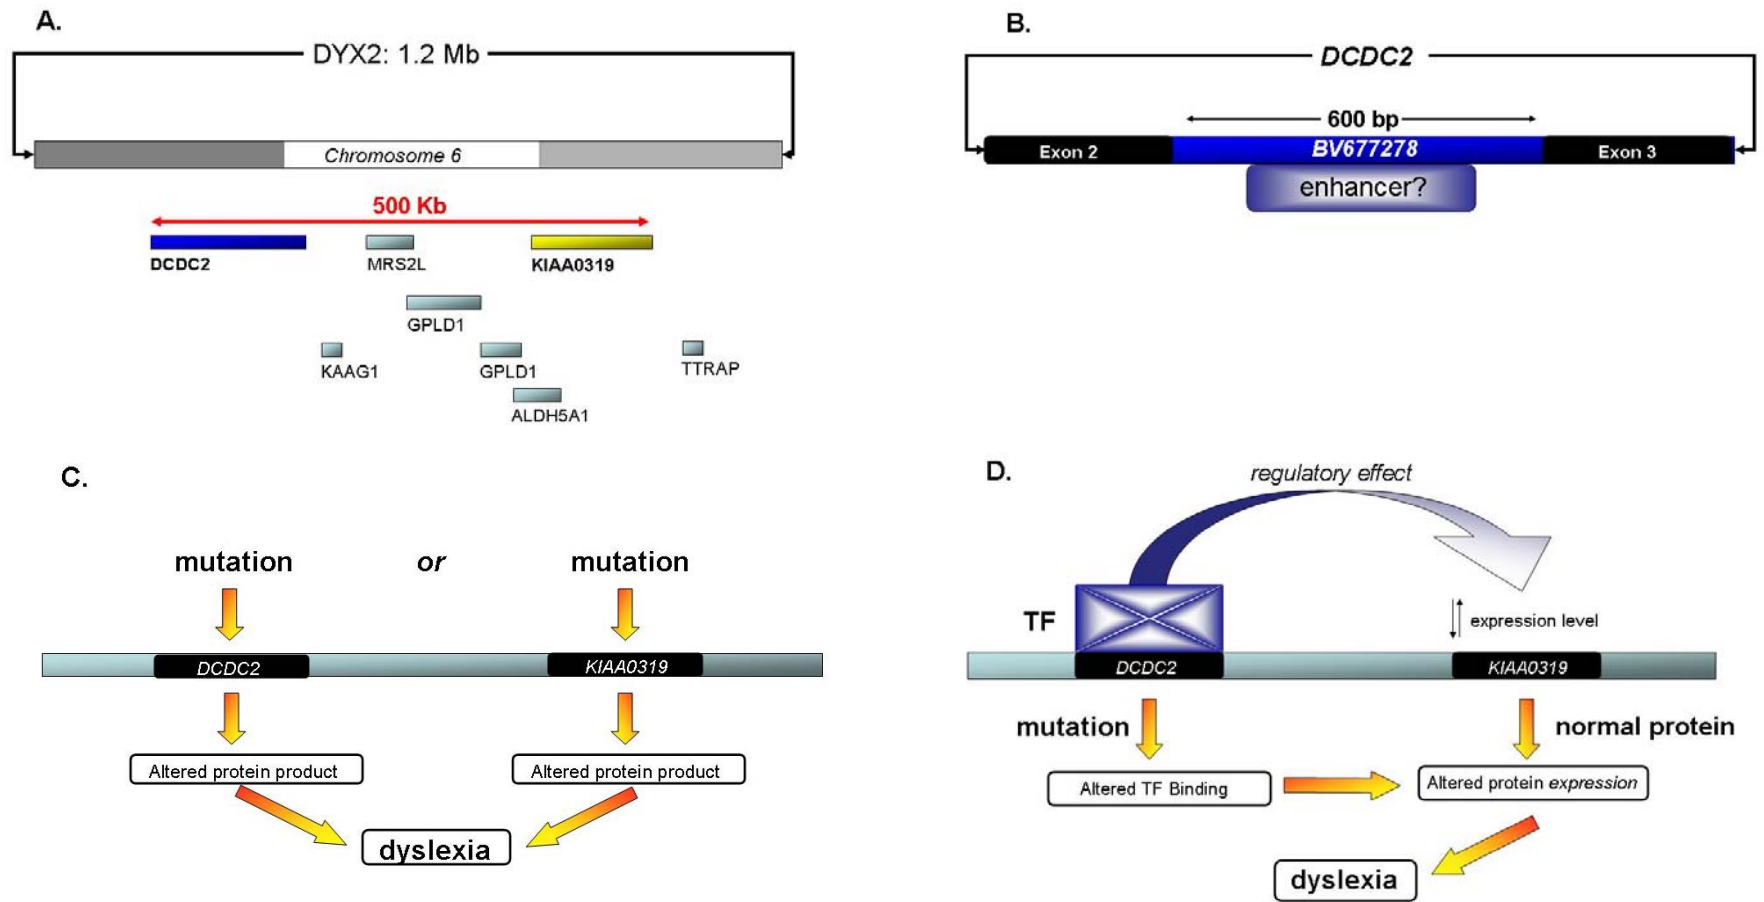 A.
DYX2: 1.2 Mb
Chromosome 6
500 Kb
DCDC2
MRS2L
KIAA0319
GPLD1
KAAG1
GPLD1
TTRAP
ALDH5A1
B.
DCDC2
600 bp
Exon 2
BV677278
Exon 3
enhancer?
C.
mutation
or
mutation
DCDC2
KIAA0319
Altered protein product
Altered protein product
dyslexia
D.
regulatory effect
TF
expression level
DCDC2
KIAA0319
mutation
normal protein
Altered TF Binding
Altered protein expression
dyslexia